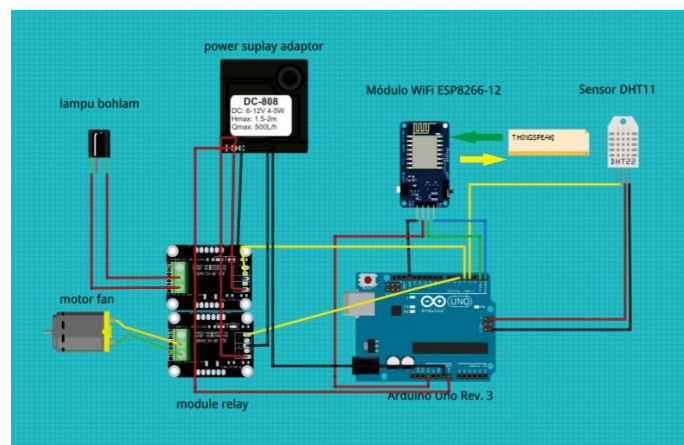 power suplay adaptor
DC-808
DC: 6-12V 4-5W
Hmax: 1.5-2m
Qmax: 500L/h
lampu bohlam
Módulo WiFi ESP8266-12
Sensor DHT11
THINGSPEAK
DHT22
motor fan
UNO
ARDUINO
module relay
Arduino Uno Rev. 3